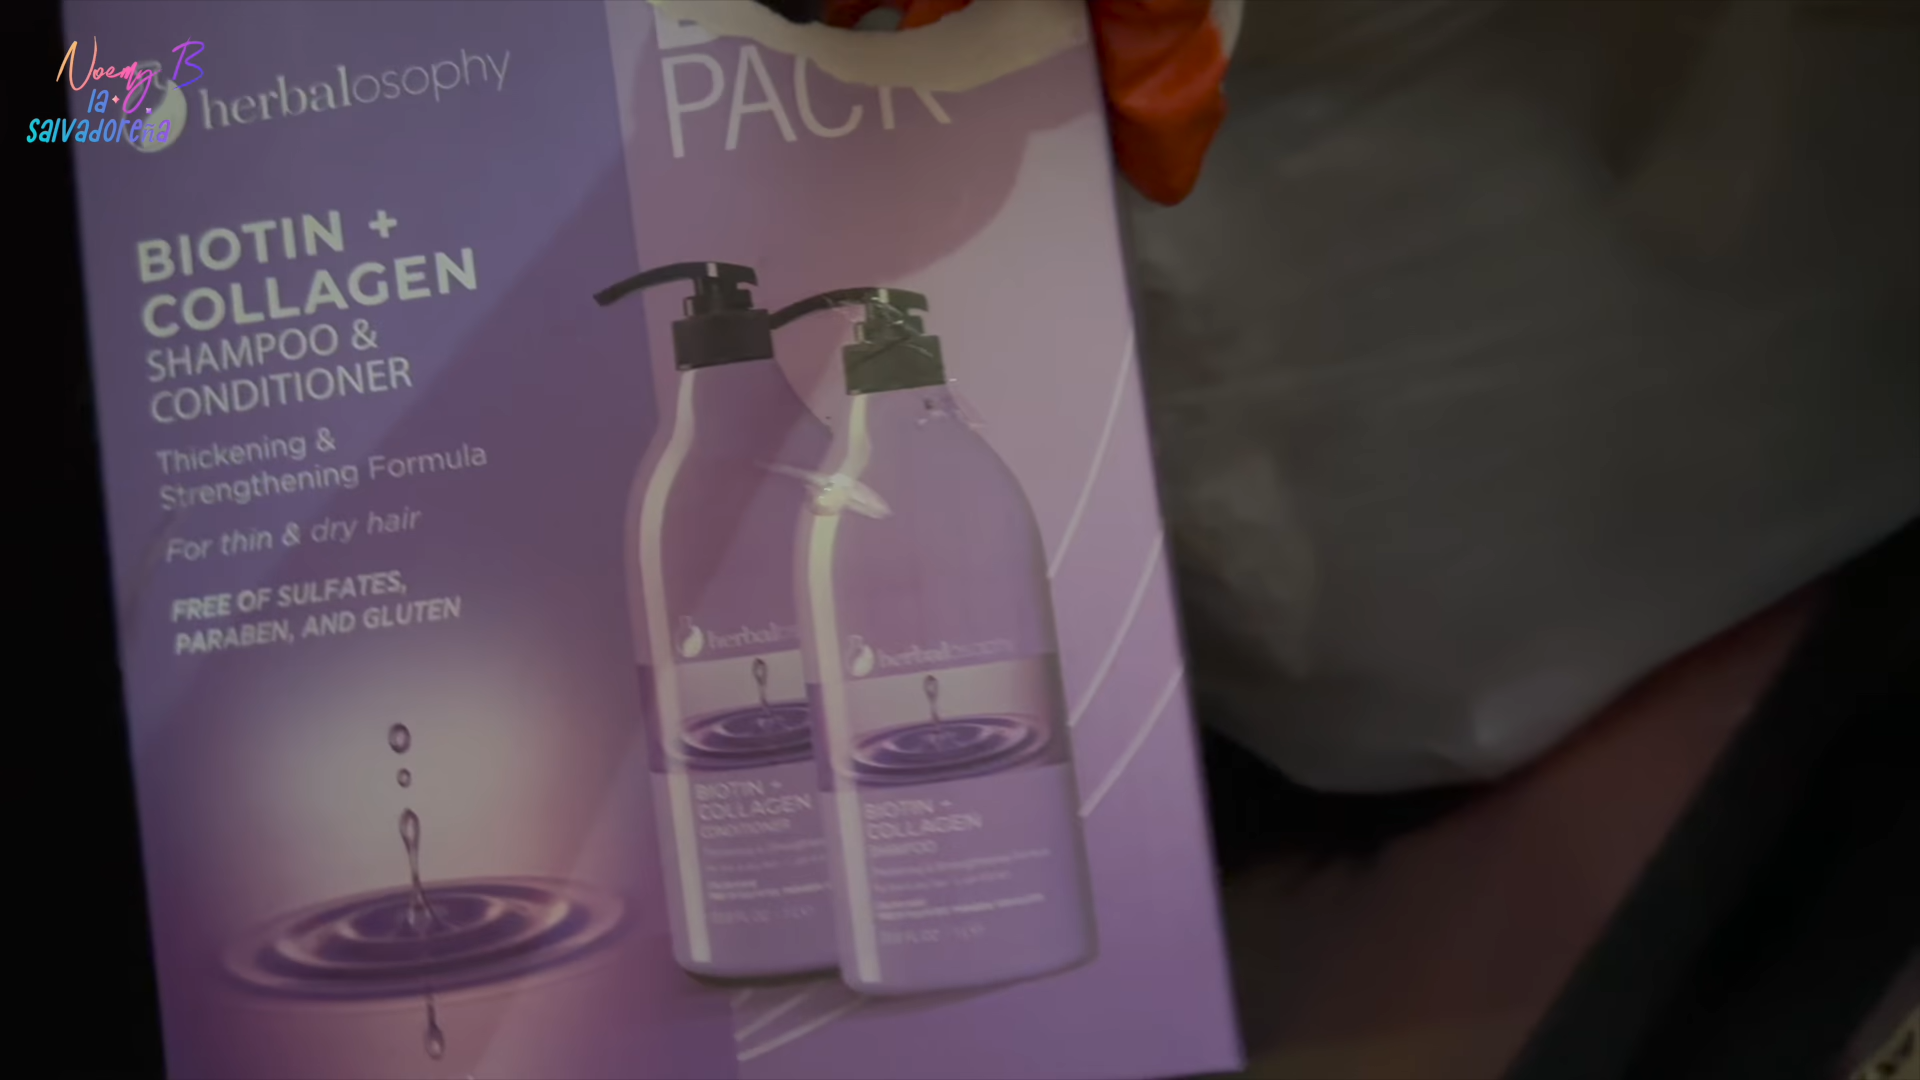 Noemy B
la
salvadoreña
herbalosophy
PACK
BIOTIN +
COLLAGEN
SHAMPOO &
CONDITIONER
Thickening &
Strengthening Formula
For thin & dry hair
FREE OF SULFATES,
PARABEN, AND GLUTEN
herbalosophy
BIOTIN +
COLLAGEN
CONDITIONER
herbalosophy
BIOTIN +
COLLAGEN
SHAMPOO